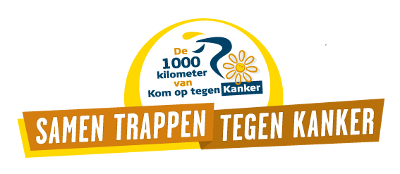 De
1000
kilometer
van
Kom op tegen Kanker
SAMEN TRAPPEN TEGEN KANKER